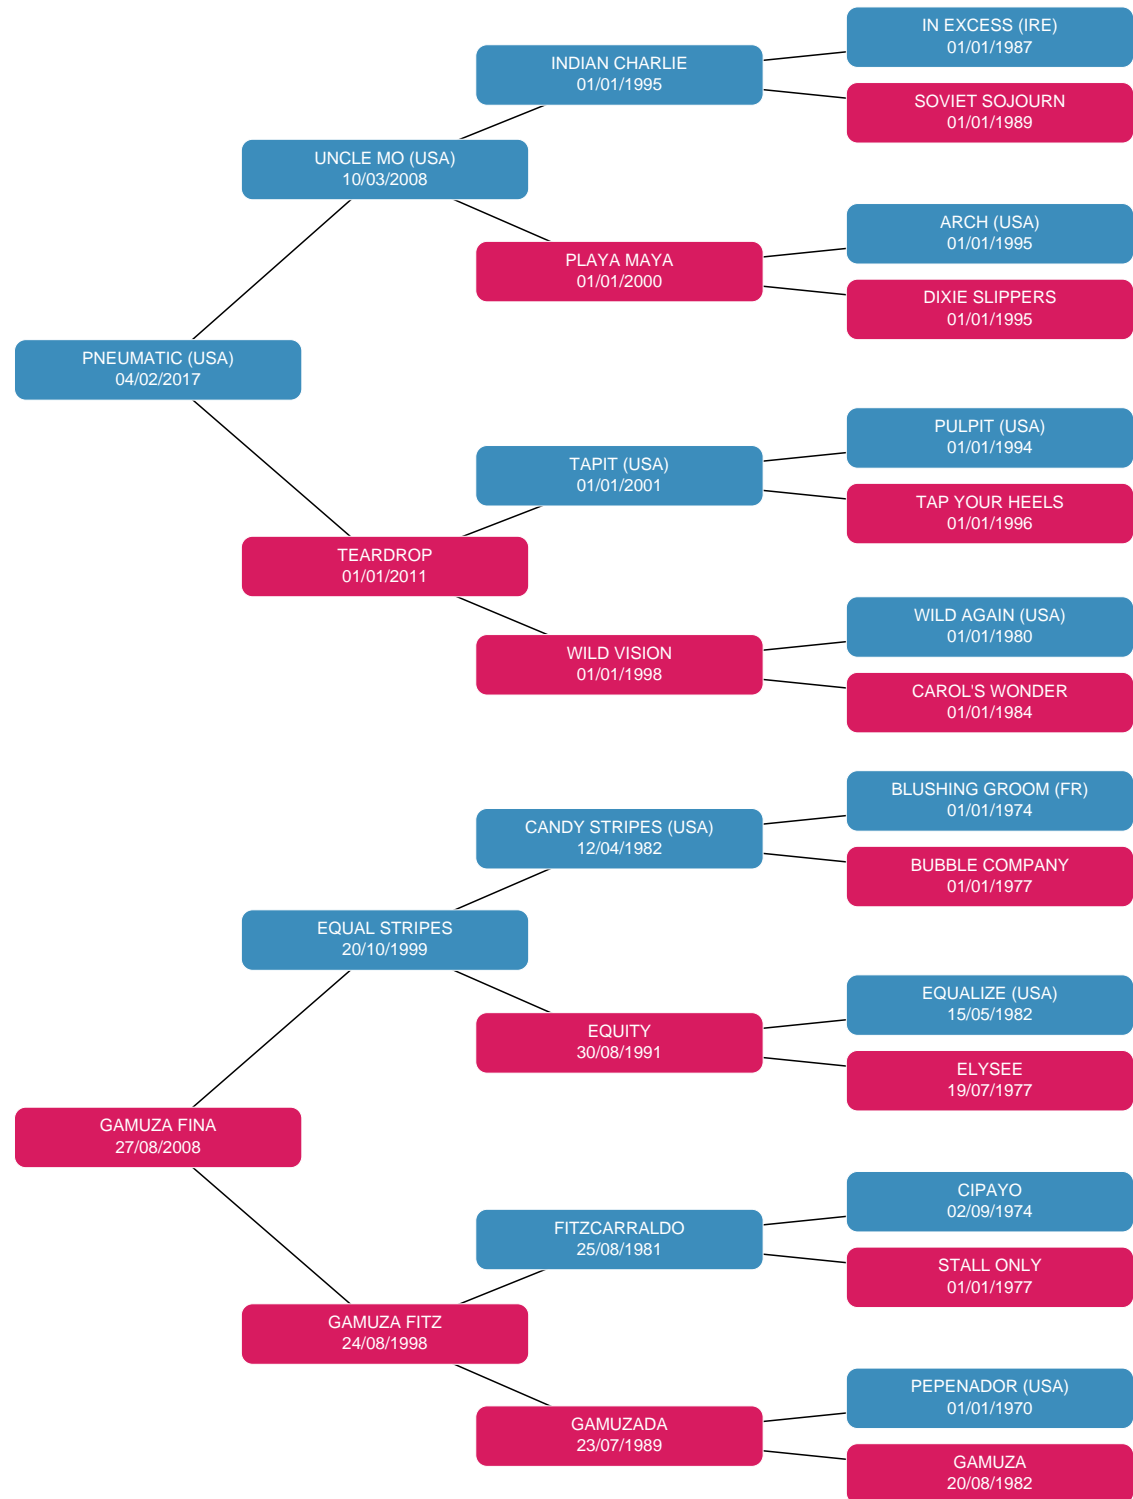 IN EXCESS (IRE)
01/01/1987
INDIAN CHARLIE
01/01/1995
SOVIET SOJOURN
01/01/1989
UNCLE MO (USA)
10/03/2008
ARCH (USA)
01/01/1995
PLAYA MAYA
01/01/2000
DIXIE SLIPPERS
01/01/1995
PNEUMATIC (USA)
04/02/2017
PULPIT (USA)
01/01/1994
TAPIT (USA)
01/01/2001
TAP YOUR HEELS
01/01/1996
TEARDROP
01/01/2011
WILD AGAIN (USA)
01/01/1980
WILD VISION
01/01/1998
CAROL'S WONDER
01/01/1984
BLUSHING GROOM (FR)
01/01/1974
CANDY STRIPES (USA)
12/04/1982
BUBBLE COMPANY
01/01/1977
EQUAL STRIPES
20/10/1999
EQUALIZE (USA)
15/05/1982
EQUITY
30/08/1991
ELYSEE
19/07/1977
GAMUZA FINA
27/08/2008
CIPAYO
02/09/1974
FITZCARRALDO
25/08/1981
STALL ONLY
01/01/1977
GAMUZA FITZ
24/08/1998
PEPENADOR (USA)
01/01/1970
GAMUZADA
23/07/1989
GAMUZA
20/08/1982